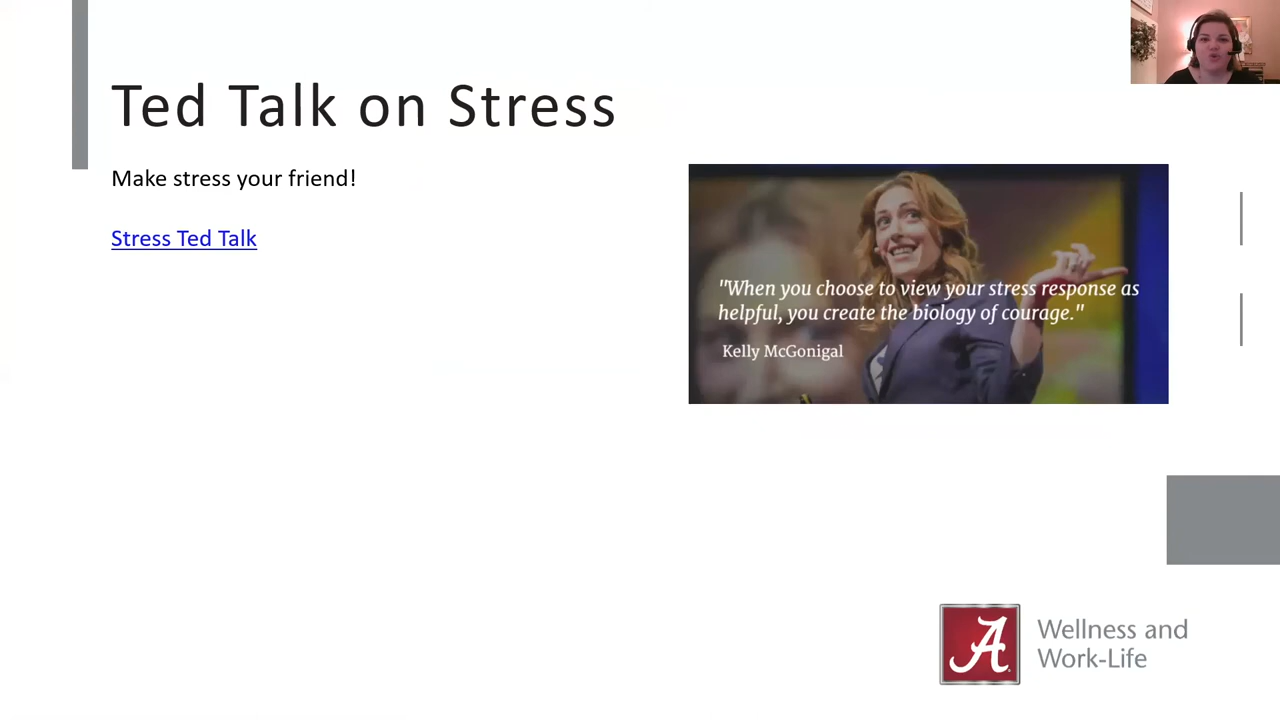 Ted Talk on Stress
Make stress your friend!
Stress Ted Talk
"When you choose to view your stress response as
helpful, you create the biology of courage."
Kelly McGonigal
A
Wellness and
Work-Life